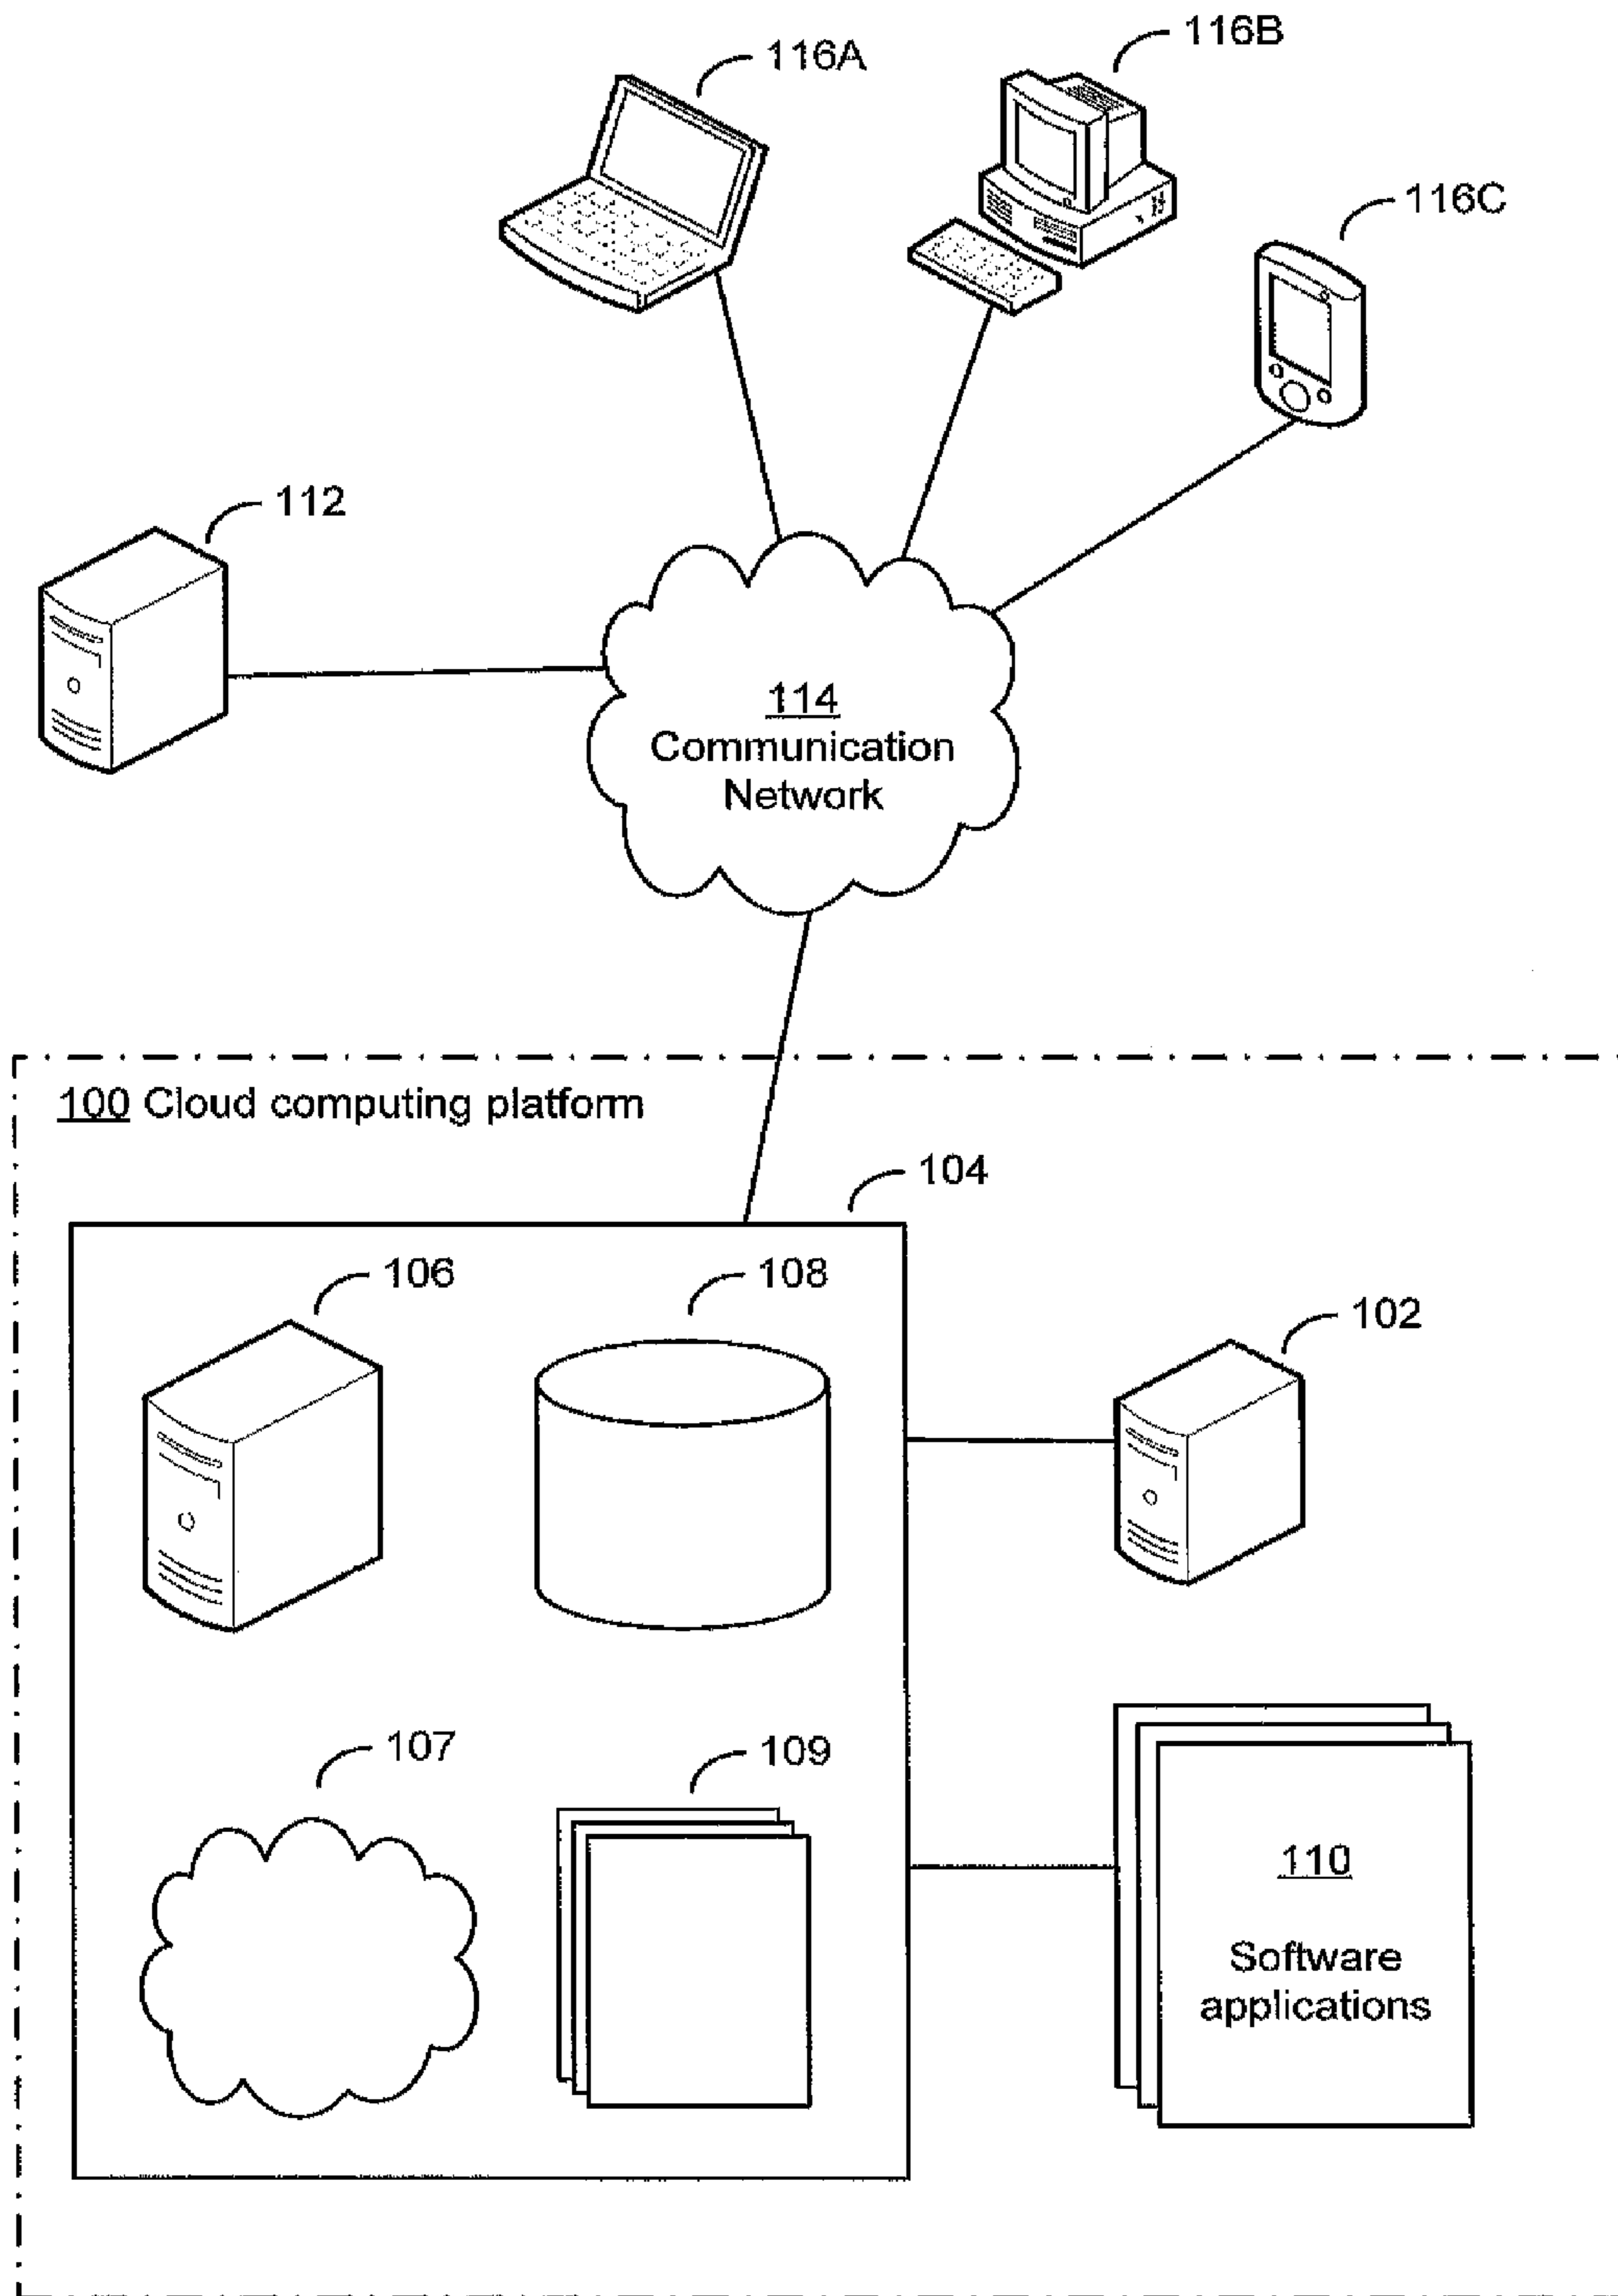 116A
116B
116C
112
114
Communication
Network
100 Cloud computing platform
104
106
108
102
107
109
110
Software
applications